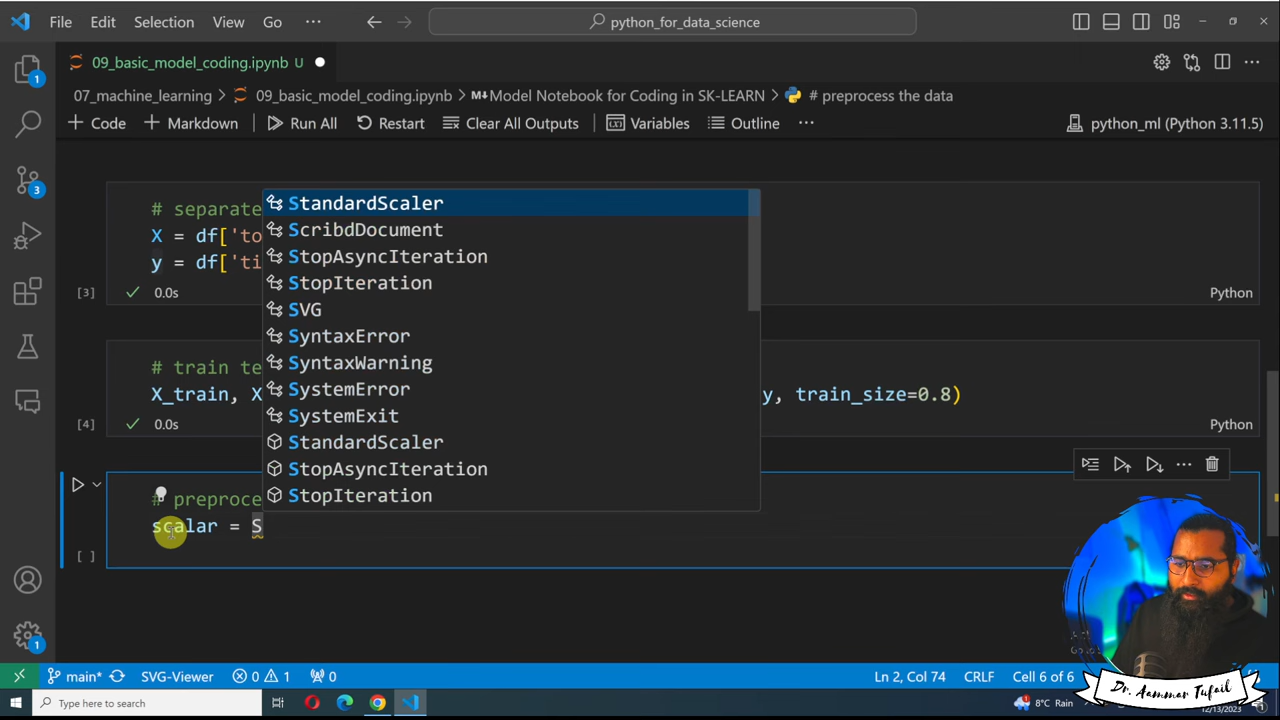 File Edit Selection View Go ··· python_for_data_science
09_basic_model_coding.ipynb U
07_machine_learning > 09_basic_model_coding.ipynb > M↓Model Notebook for Coding in SK-LEARN > # preprocess the data
+ Code + Markdown Run All Restart Clear All Outputs Variables Outline ··· python_ml (Python 3.11.5)
# separate
X = df['to
y = df['ti
[3] 0.0s Python
StandardScaler
ScribdDocument
StopAsyncIteration
StopIteration
SVG
SyntaxError
SyntaxWarning
SystemError
SystemExit
StandardScaler
StopAsyncIteration
StopIteration
# train te
X_train, X y, train_size=0.8)
[4] 0.0s Python
# preproce
scalar = S
[ ]
1
3
1
main* SVG-Viewer 0 1 0 Ln 2, Col 74 CRLF Cell 6 of 6
Type here to search 8°C Rain 12/13/2023
Dr. Aammar Tufail